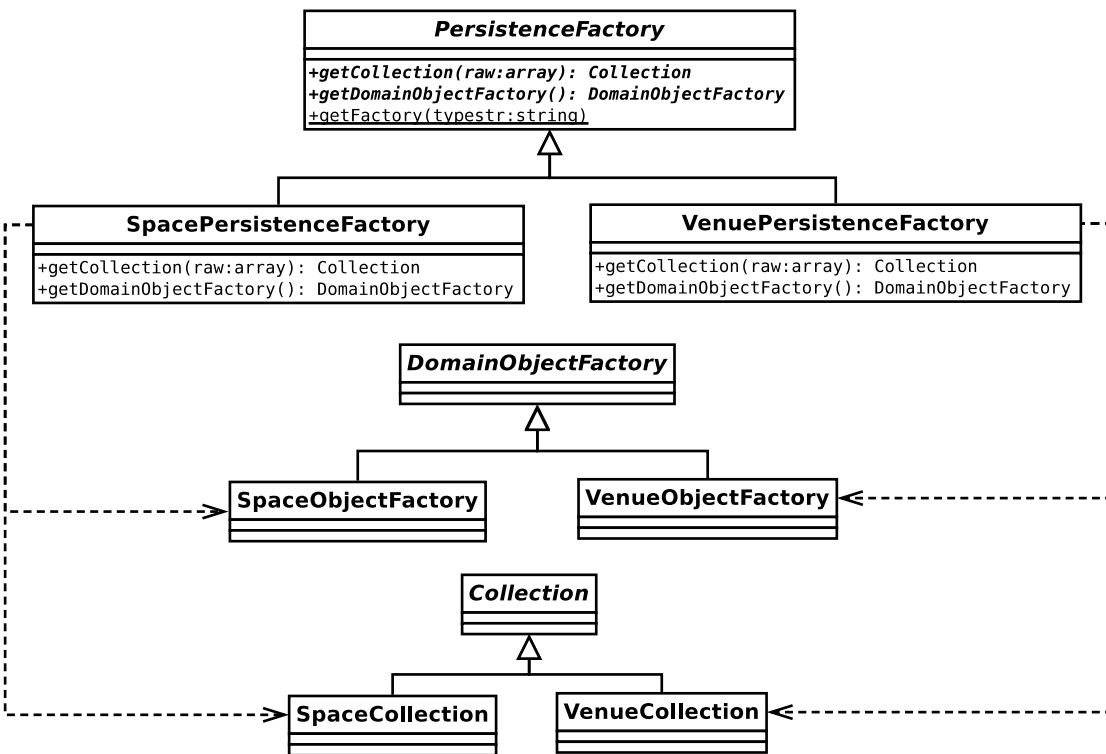 PersistenceFactory
+getCollection(raw:array): Collection
+getDomainObjectFactory(): DomainObjectFactory
+getFactory(typestr:string)
SpacePersistenceFactory
+getCollection(raw:array): Collection
+getDomainObjectFactory(): DomainObjectFactory
VenuePersistenceFactory
+getCollection(raw:array): Collection
+getDomainObjectFactory(): DomainObjectFactory
DomainObjectFactory
SpaceObjectFactory
VenueObjectFactory
Collection
SpaceCollection
VenueCollection